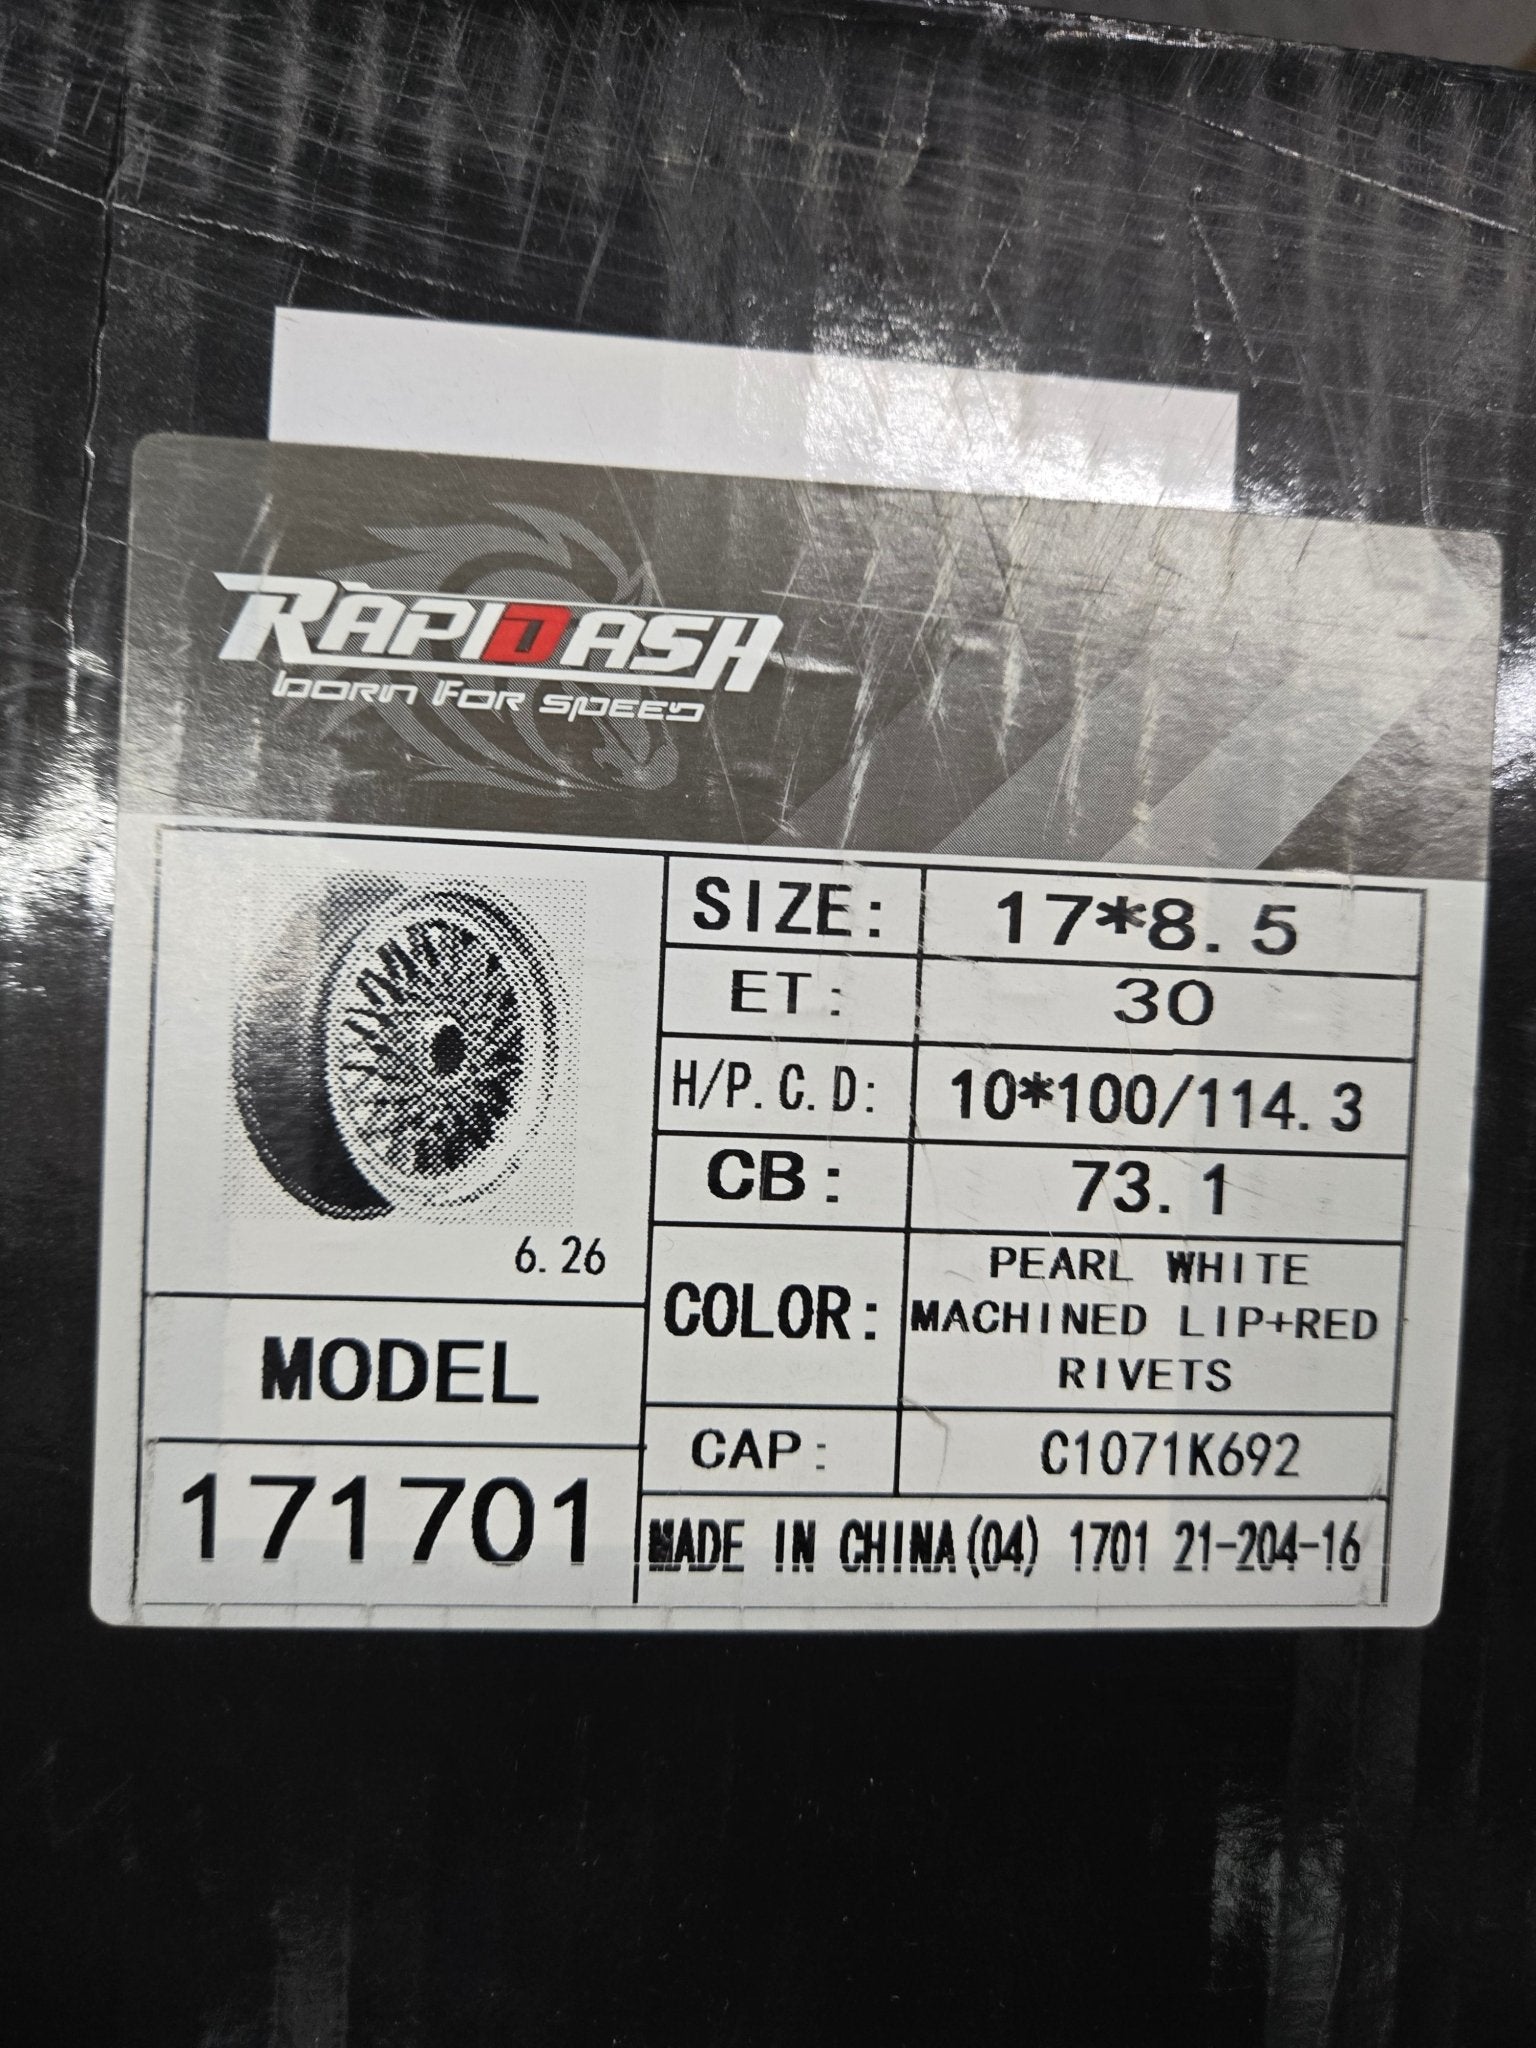 RAPIDASH
BORN FOR SPEED
SIZE: 17*8.5
ET: 30
H/P.C.D: 10*100/114.3
CB: 73.1
6.26
COLOR: PEARL WHITE
MACHINED LIP+RED
RIVETS
MODEL
CAP: C1071K692
171701
MADE IN CHINA(04) 1701 21-204-16